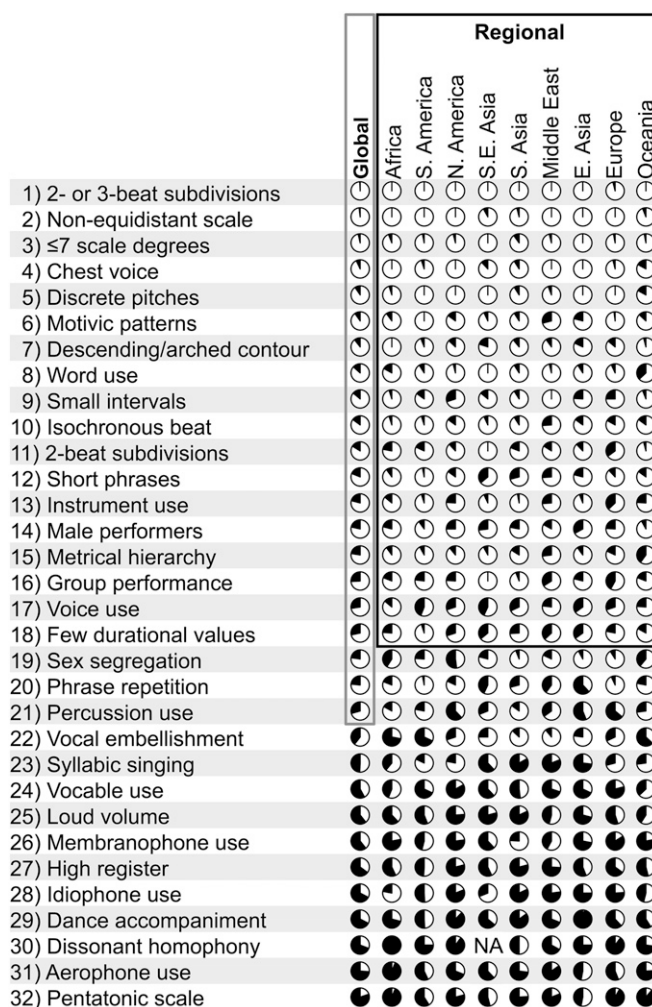 Regional
Global
Africa
S. America
N. America
S.E. Asia
S. Asia
Middle East
E. Asia
Europe
Oceania
1) 2- or 3-beat subdivisions
2) Non-equidistant scale
3) ≤7 scale degrees
4) Chest voice
5) Discrete pitches
6) Motivic patterns
7) Descending/arched contour
8) Word use
9) Small intervals
10) Isochronous beat
11) 2-beat subdivisions
12) Short phrases
13) Instrument use
14) Male performers
15) Metrical hierarchy
16) Group performance
17) Voice use
18) Few durational values
19) Sex segregation
20) Phrase repetition
21) Percussion use
22) Vocal embellishment
23) Syllabic singing
24) Vocable use
25) Loud volume
26) Membranophone use
27) High register
28) Idiophone use
29) Dance accompaniment
30) Dissonant homophony NA
31) Aerophone use
32) Pentatonic scale